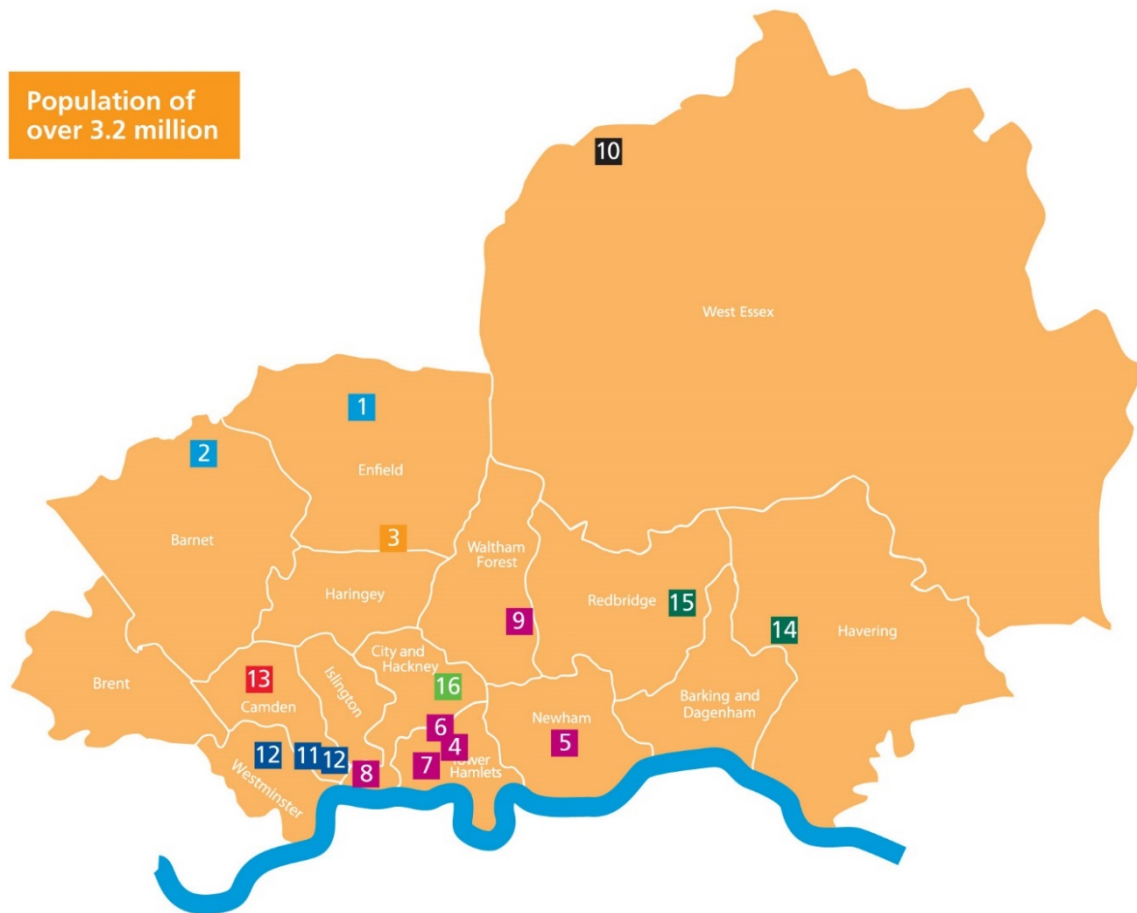 Population of
over 3.2 million
10
West Essex
1
2
Enfield
3
Barnet
Waltham
Forest
Haringey
Redbridge
15
9
14
Havering
City and
Hackney
Brent
13
Islington
16
Camden
Barking and
Dagenham
Newham
6
5
4
12
11
12
8
7
Tower
Hamlets
Westminster